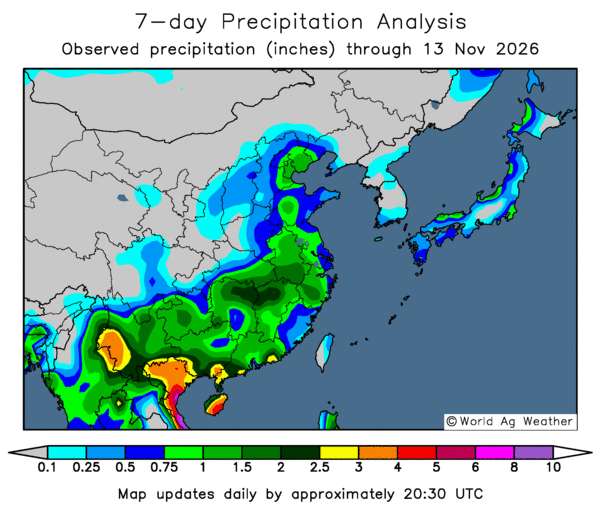 7-day Precipitation Analysis
Observed precipitation (inches) through 13 Nov 2026
© World Ag Weather
0.1 0.25 0.5 0.75 1 1.5 2 2.5 3 4 5 6 8 10
Map updates daily by approximately 20:30 UTC